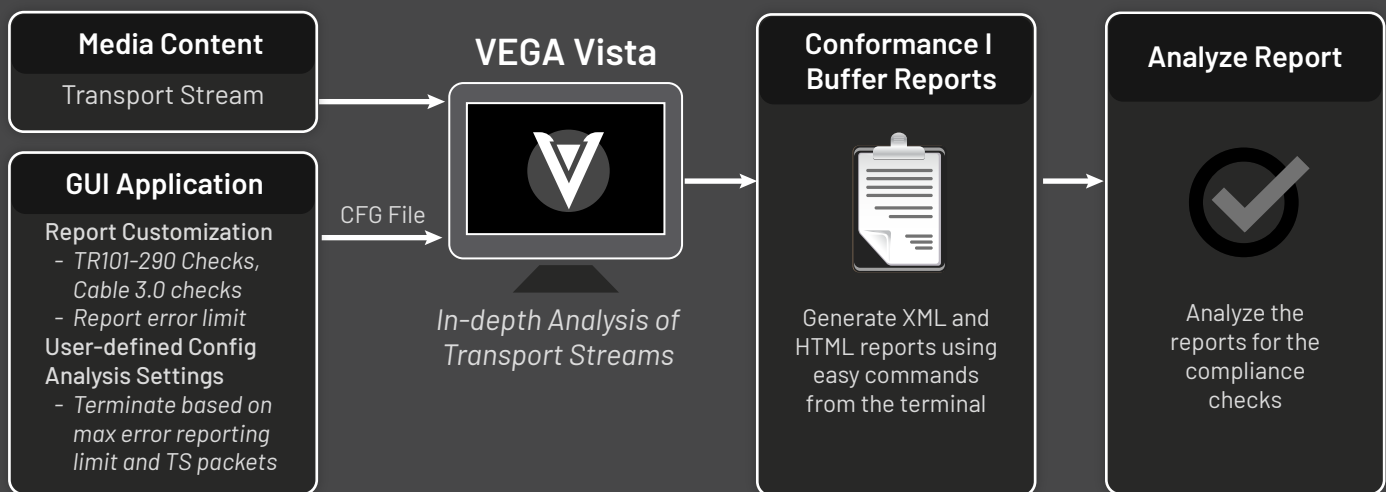 Media Content
Transport Stream
GUI Application
Report Customization
- TR101-290 Checks,
Cable 3.0 checks
- Report error limit
User-defined Config
Analysis Settings
- Terminate based on
max error reporting
limit and TS packets
CFG File
VEGA Vista
In-depth Analysis of
Transport Streams
Conformance I
Buffer Reports
Generate XML and
HTML reports using
easy commands
from the terminal
Analyze Report
Analyze the
reports for the
compliance
checks